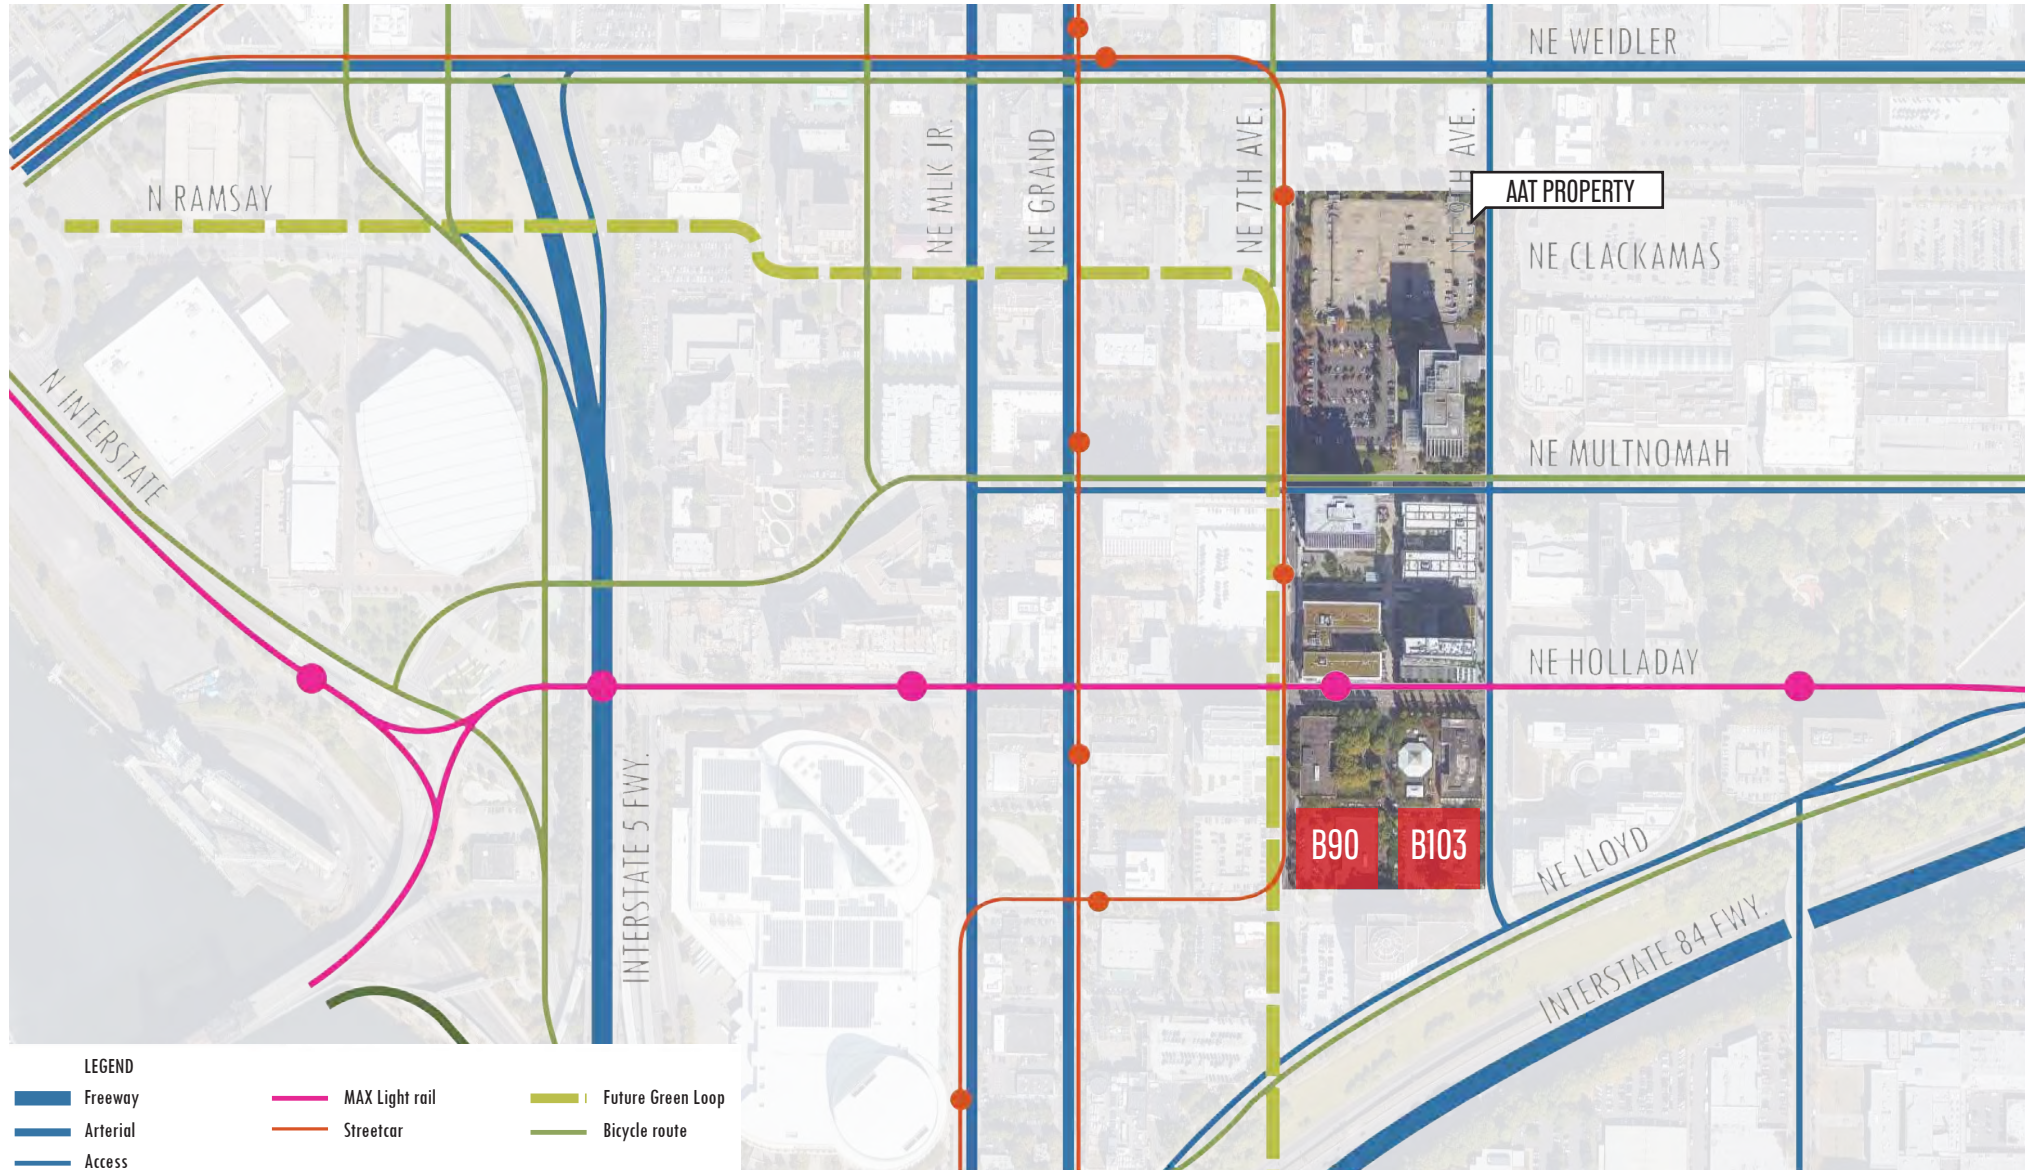 NE WEIDLER
NE MLK JR.
NE GRAND
NE 7TH AVE.
NE 9TH AVE.
AAT PROPERTY
N RAMSAY
NE CLACKAMAS
N INTERSTATE
NE MULTNOMAH
NE HOLLADAY
INTERSTATE 5 FWY.
B90
B103
NE LLOYD
INTERSTATE 84 FWY.
LEGEND
Freeway
MAX Light rail
Future Green Loop
Arterial
Streetcar
Bicycle route
Access